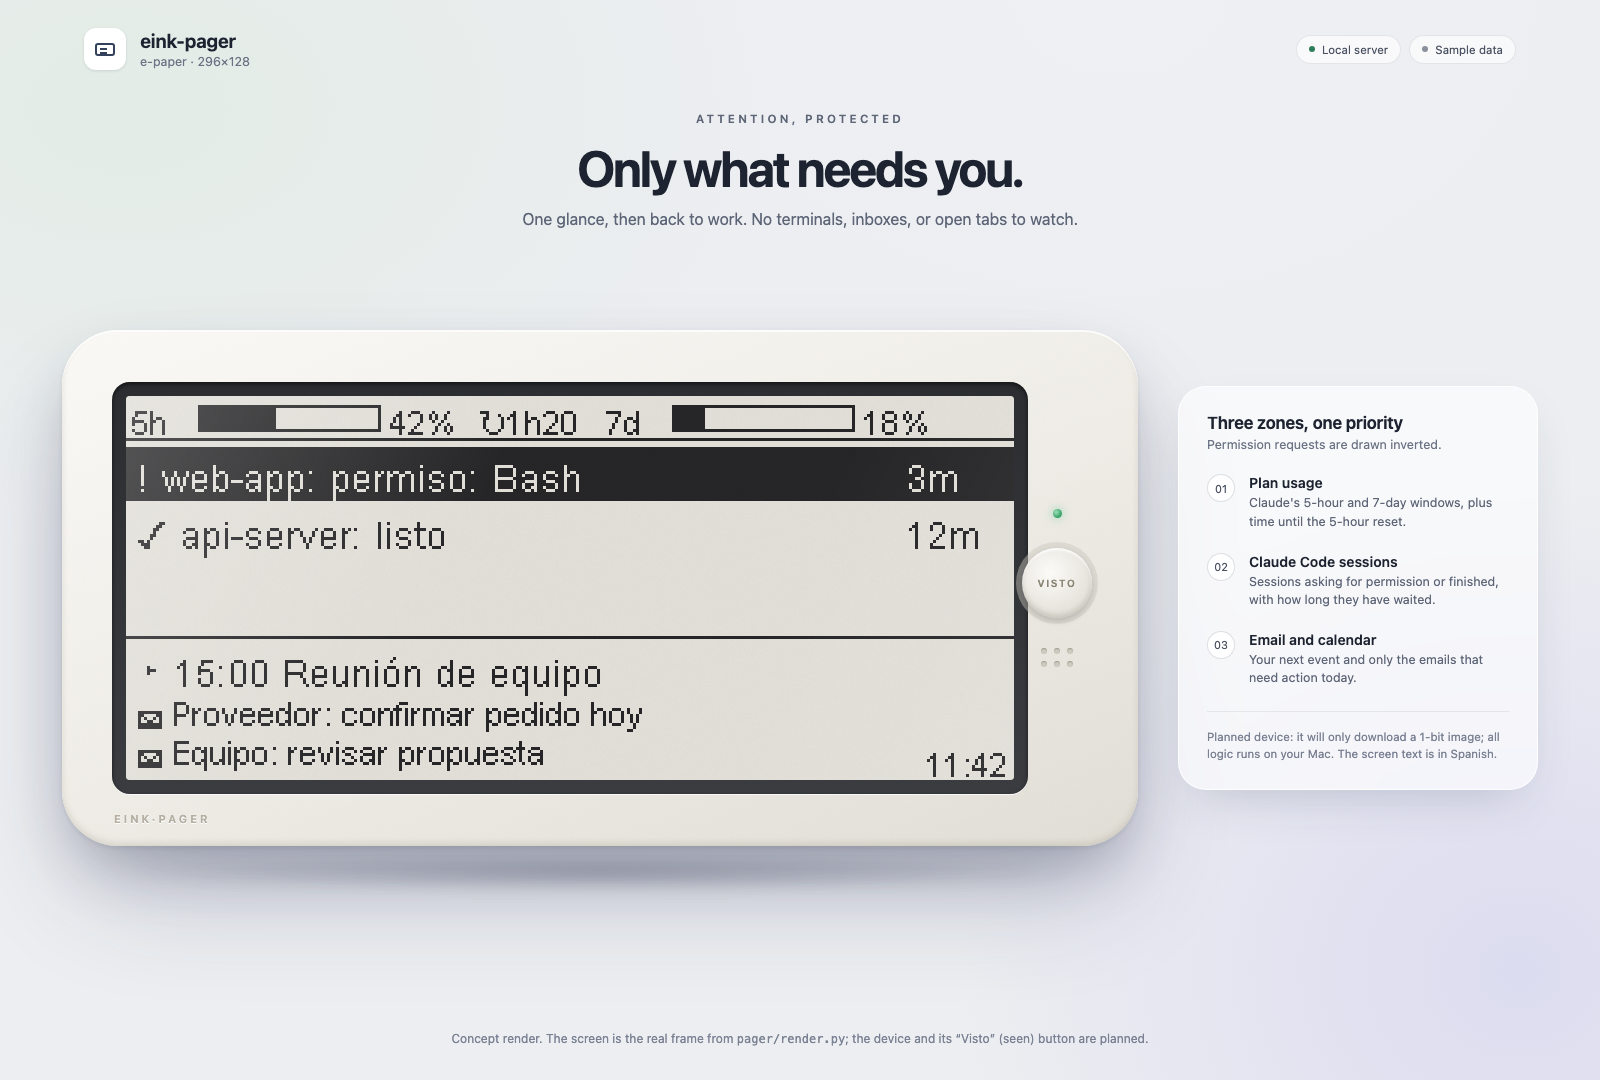 eink-pager
e-paper · 296×128
Local server
Sample data
ATTENTION, PROTECTED
Only what needs you.
One glance, then back to work. No terminals, inboxes, or open tabs to watch.
5h 42% ↻1h20 7d 18%
! web-app: permiso: Bash 3m
✓ api-server: listo 12m
15:00 Reunión de equipo
Proveedor: confirmar pedido hoy
Equipo: revisar propuesta
11:42
VISTO
EINK·PAGER
Three zones, one priority
Permission requests are drawn inverted.
01 Plan usage
Claude's 5-hour and 7-day windows, plus
time until the 5-hour reset.
02 Claude Code sessions
Sessions asking for permission or finished,
with how long they have waited.
03 Email and calendar
Your next event and only the emails that
need action today.
Planned device: it will only download a 1-bit image; all
logic runs on your Mac. The screen text is in Spanish.
Concept render. The screen is the real frame from pager/render.py; the device and its “Visto” (seen) button are planned.